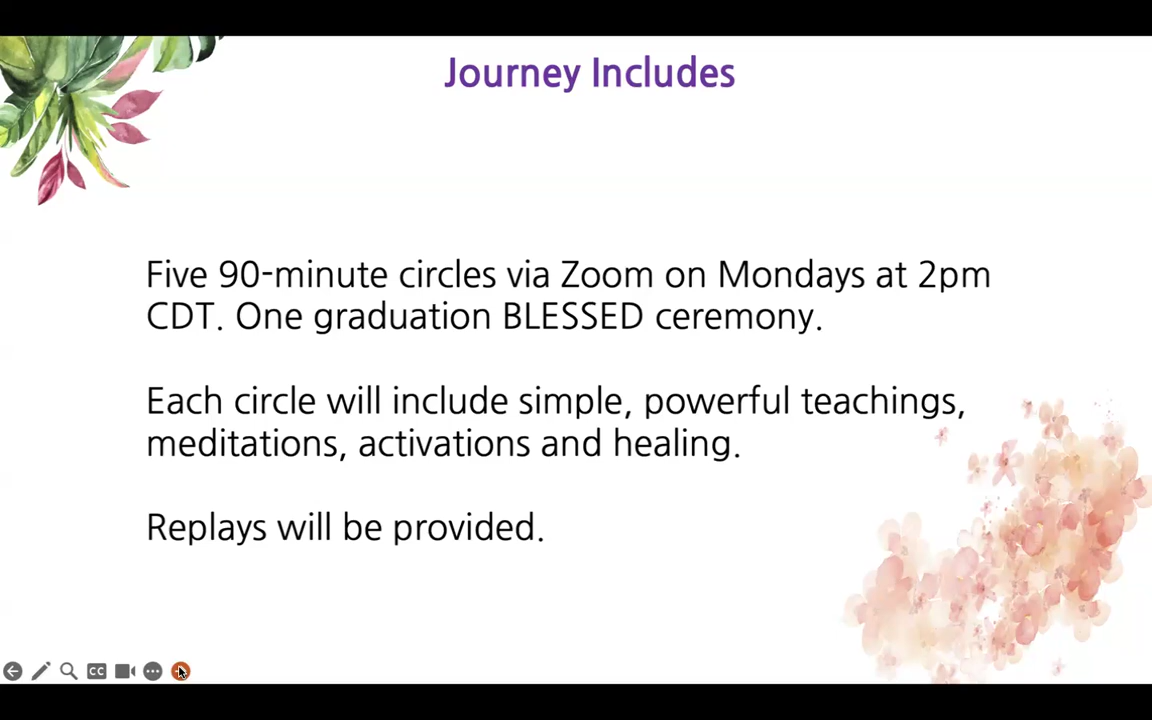 Journey Includes
Five 90-minute circles via Zoom on Mondays at 2pm
CDT. One graduation BLESSED ceremony.
Each circle will include simple, powerful teachings,
meditations, activations and healing.
Replays will be provided.
CC